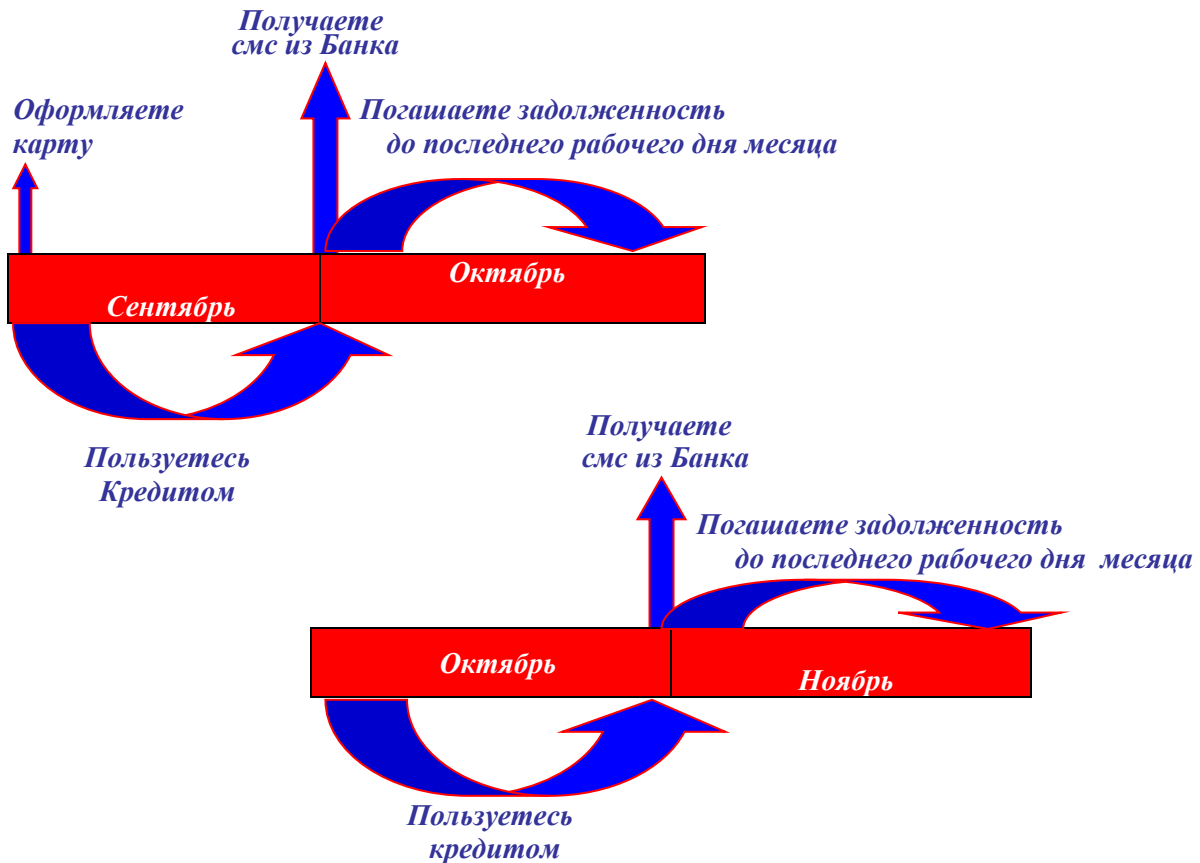 Получаете
смс из Банка
Оформляете
карту
Погашаете задолженность
до последнего рабочего дня месяца
Сентябрь
Октябрь
Пользуетесь
Кредитом
Получаете
смс из Банка
Погашаете задолженность
до последнего рабочего дня месяца
Октябрь
Ноябрь
Пользуетесь
кредитом